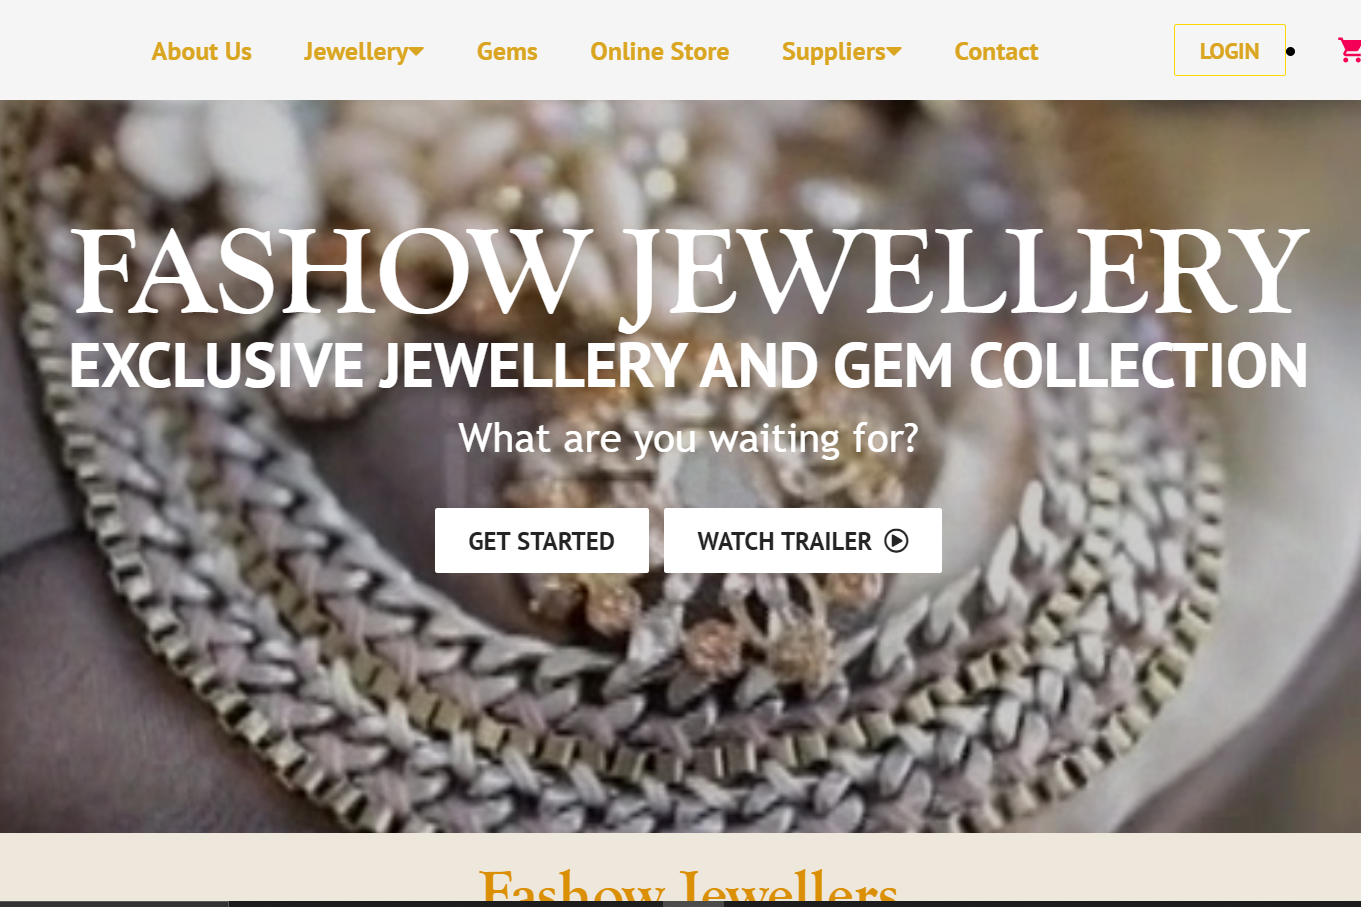 About Us Jewellery Gems Online Store Suppliers Contact LOGIN
FASHOW JEWELLERY
EXCLUSIVE JEWELLERY AND GEM COLLECTION
What are you waiting for?
GET STARTED WATCH TRAILER
Fashow Jewellers